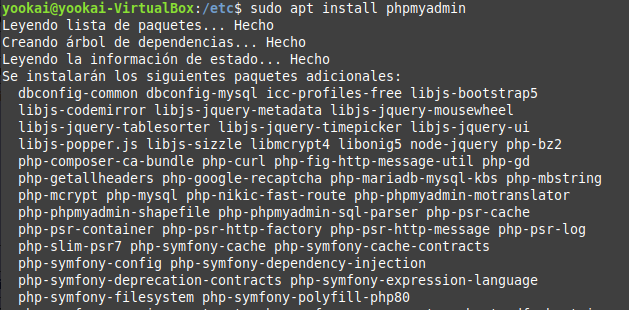 yookai@yookai-VirtualBox:/etc$ sudo apt install phpmyadmin
Leyendo lista de paquetes... Hecho
Creando árbol de dependencias... Hecho
Leyendo la información de estado... Hecho
Se instalarán los siguientes paquetes adicionales:
dbconfig-common dbconfig-mysql icc-profiles-free libjs-bootstrap5
libjs-codemirror libjs-jquery-metadata libjs-jquery-mousewheel
libjs-jquery-tablesorter libjs-jquery-timepicker libjs-jquery-ui
libjs-popper.js libjs-sizzle libmcrypt4 libonig5 node-jquery php-bz2
php-composer-ca-bundle php-curl php-fig-http-message-util php-gd
php-getallheaders php-google-recaptcha php-mariadb-mysql-kbs php-mbstring
php-mcrypt php-mysql php-nikic-fast-route php-phpmyadmin-motranslator
php-phpmyadmin-shapefile php-phpmyadmin-sql-parser php-psr-cache
php-psr-container php-psr-http-factory php-psr-http-message php-psr-log
php-slim-psr7 php-symfony-cache php-symfony-cache-contracts
php-symfony-config php-symfony-dependency-injection
php-symfony-deprecation-contracts php-symfony-expression-language
php-symfony-filesystem php-symfony-polyfill-php80